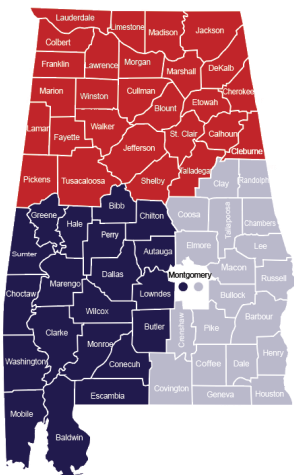 Lauderdale
Limestone
Madison
Jackson
Colbert
Franklin
Lawrence
Morgan
Marshall
DeKalb
Marion
Winston
Cullman
Blount
Etowah
Cherokee
Lamar
Fayette
Walker
Jefferson
St. Clair
Calhoun
Cleburne
Pickens
Tusacaloosa
Shelby
Talladega
Clay
Randolph
Greene
Hale
Bibb
Chilton
Coosa
Tallapoosa
Chambers
Sumter
Perry
Autauga
Elmore
Lee
Choctaw
Marengo
Dallas
Lowndes
Montgomery
Macon
Russell
Bullock
Clarke
Wilcox
Butler
Crenshaw
Pike
Barbour
Washington
Monroe
Conecuh
Covington
Coffee
Dale
Henry
Mobile
Baldwin
Escambia
Geneva
Houston